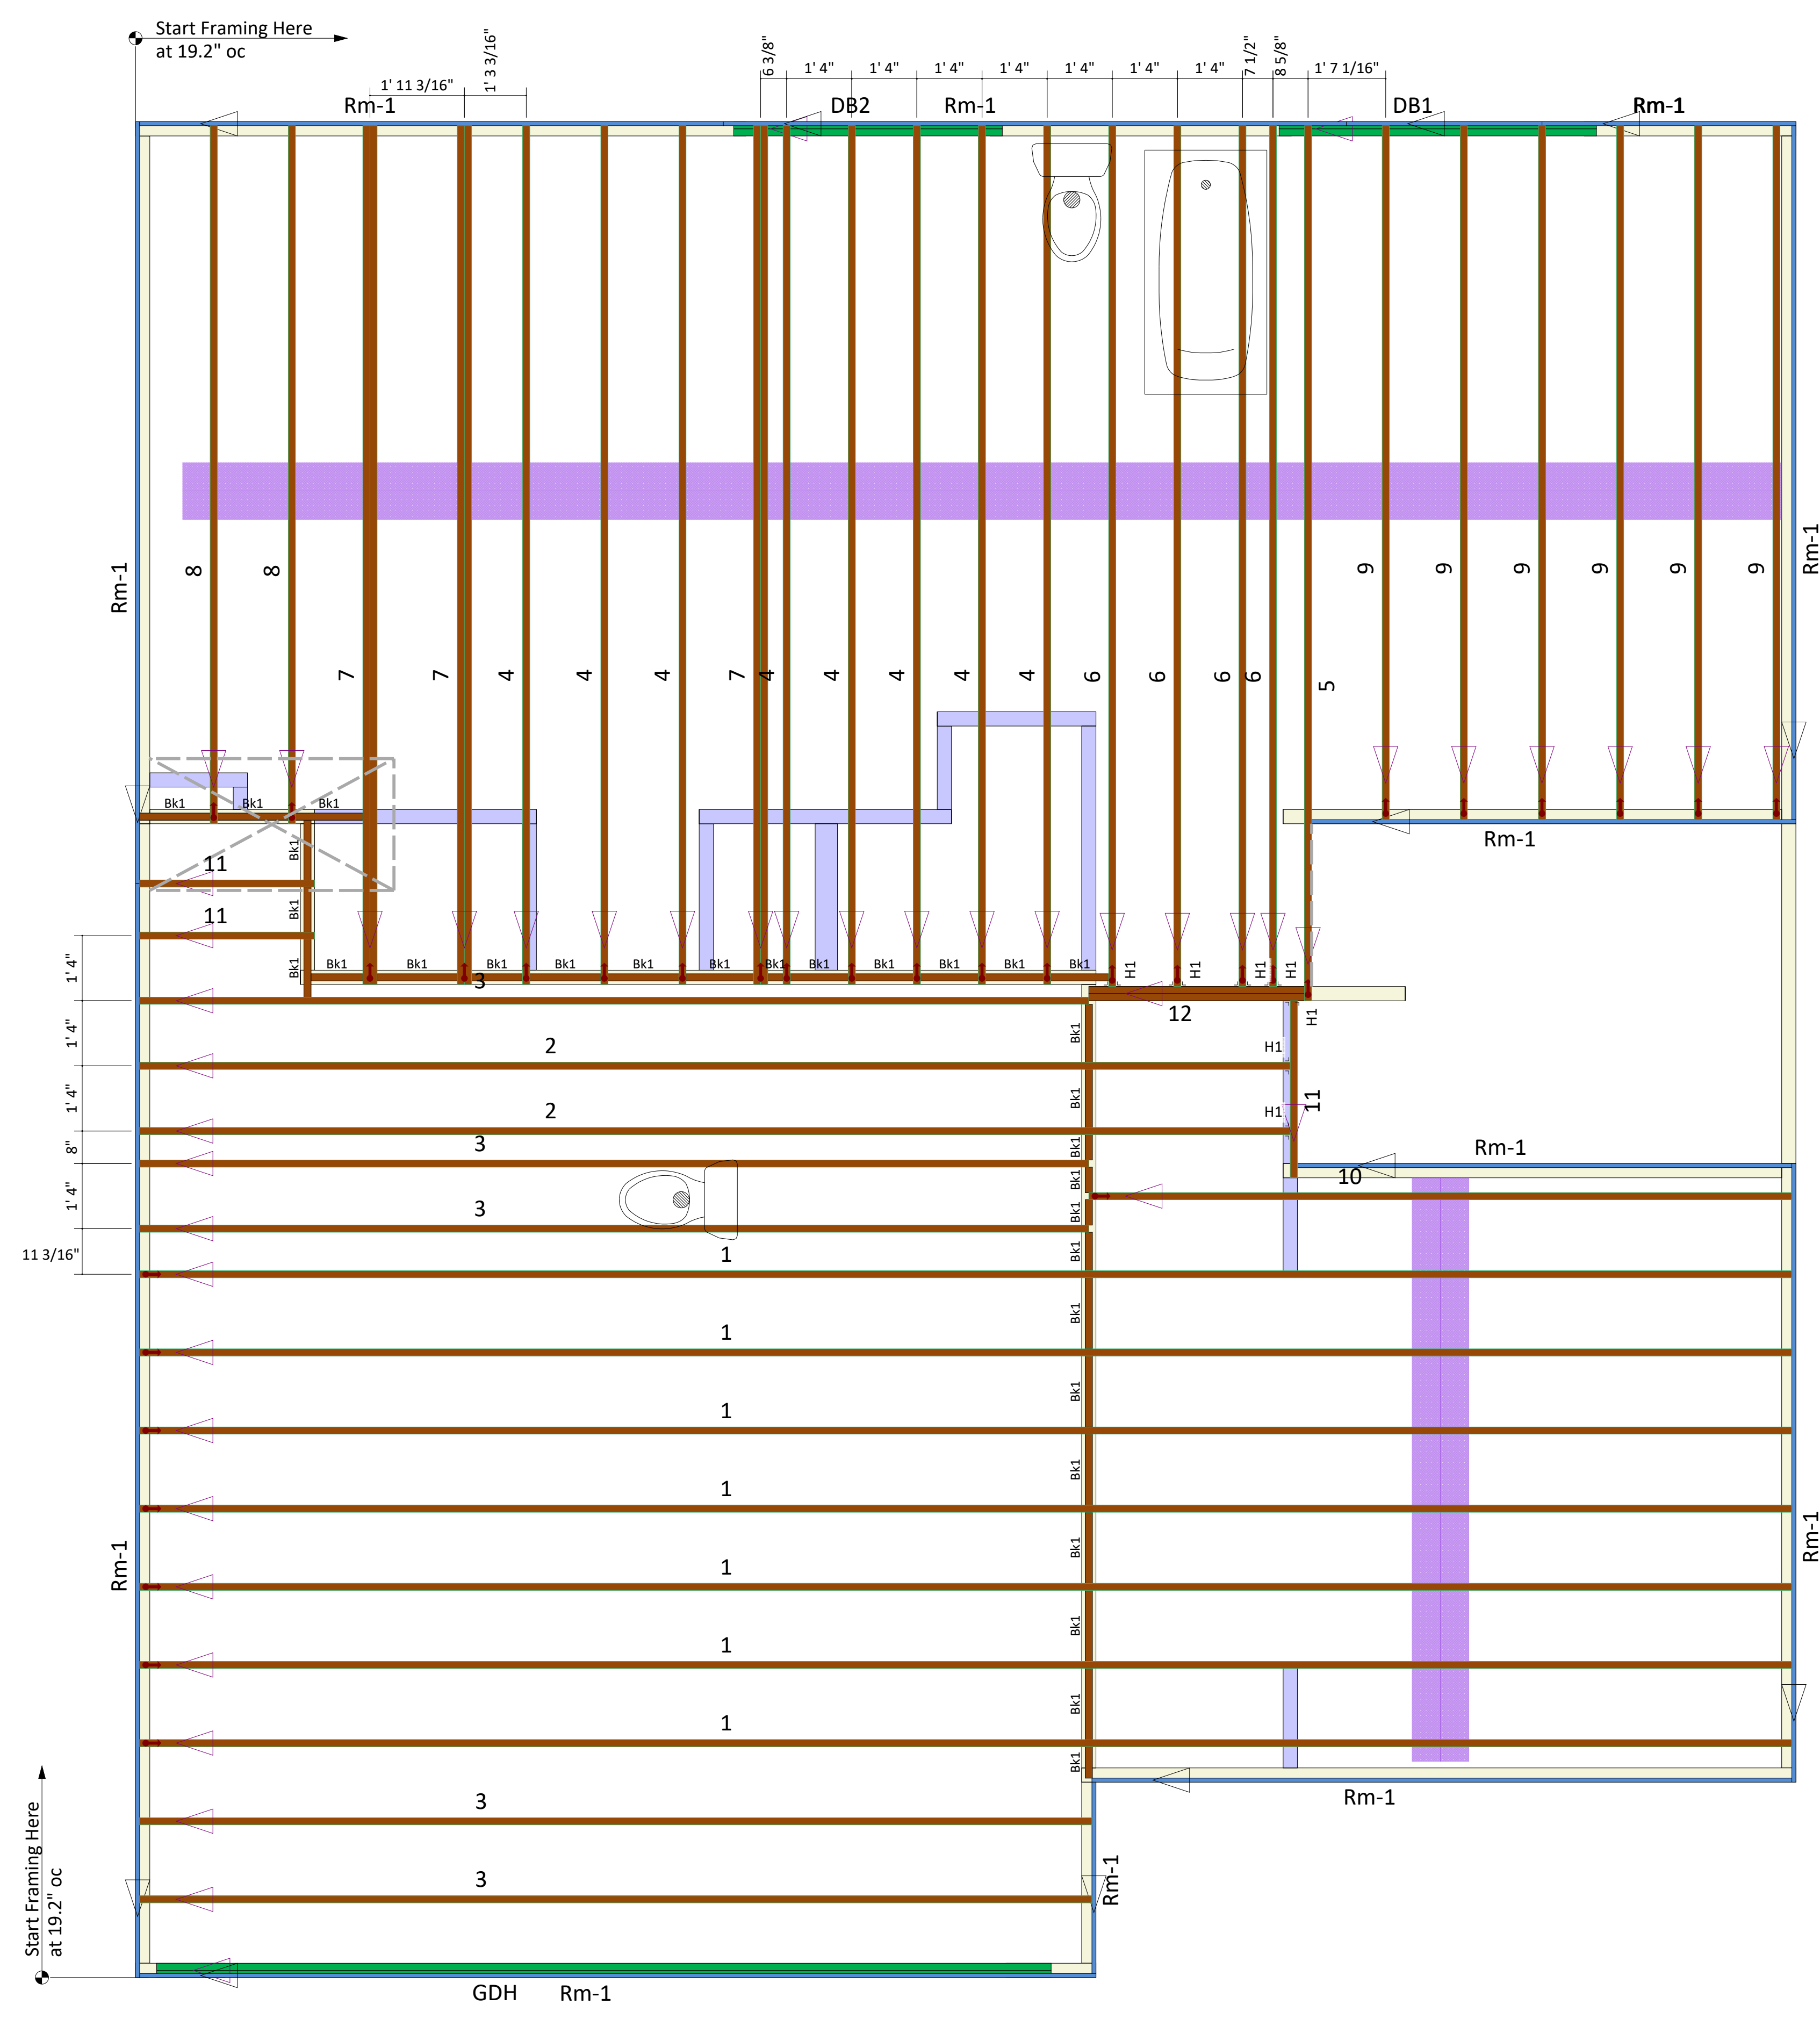 Start Framing Here
at 19.2" oc
1' 11 3/16"
1' 3 3/16"
6 3/8"
1' 4"
1' 4"
1' 4"
1' 4"
1' 4"
1' 4"
1' 4"
7 1/2"
8 5/8"
1' 7 1/16"
Rm-1
DB2
Rm-1
DB1
Rm-1
Rm-1
Rm-1
8
8
9
9
9
9
9
9
7
7
4
4
4
7
4
4
4
4
4
6
6
6
6
5
Bk1
Bk1
Bk1
Rm-1
Bk1
11
Bk1
11
Bk1
Bk1
Bk1
Bk1
Bk1
Bk1
Bk1
Bk1
Bk1
Bk1
Bk1
Bk1
H1
H1
H1
H1
1' 4"
3
12
H1
1' 4"
2
Bk1
H1
1' 4"
2
Bk1
H1
11
8"
3
Bk1
Rm-1
1' 4"
Bk1
10
3
Bk1
11 3/16"
1
Bk1
1
Bk1
1
Bk1
1
Bk1
Rm-1
1
Bk1
Rm-1
1
Bk1
1
Bk1
Bk1
Rm-1
3
Rm-1
3
Start Framing Here
at 19.2" oc
GDH
Rm-1